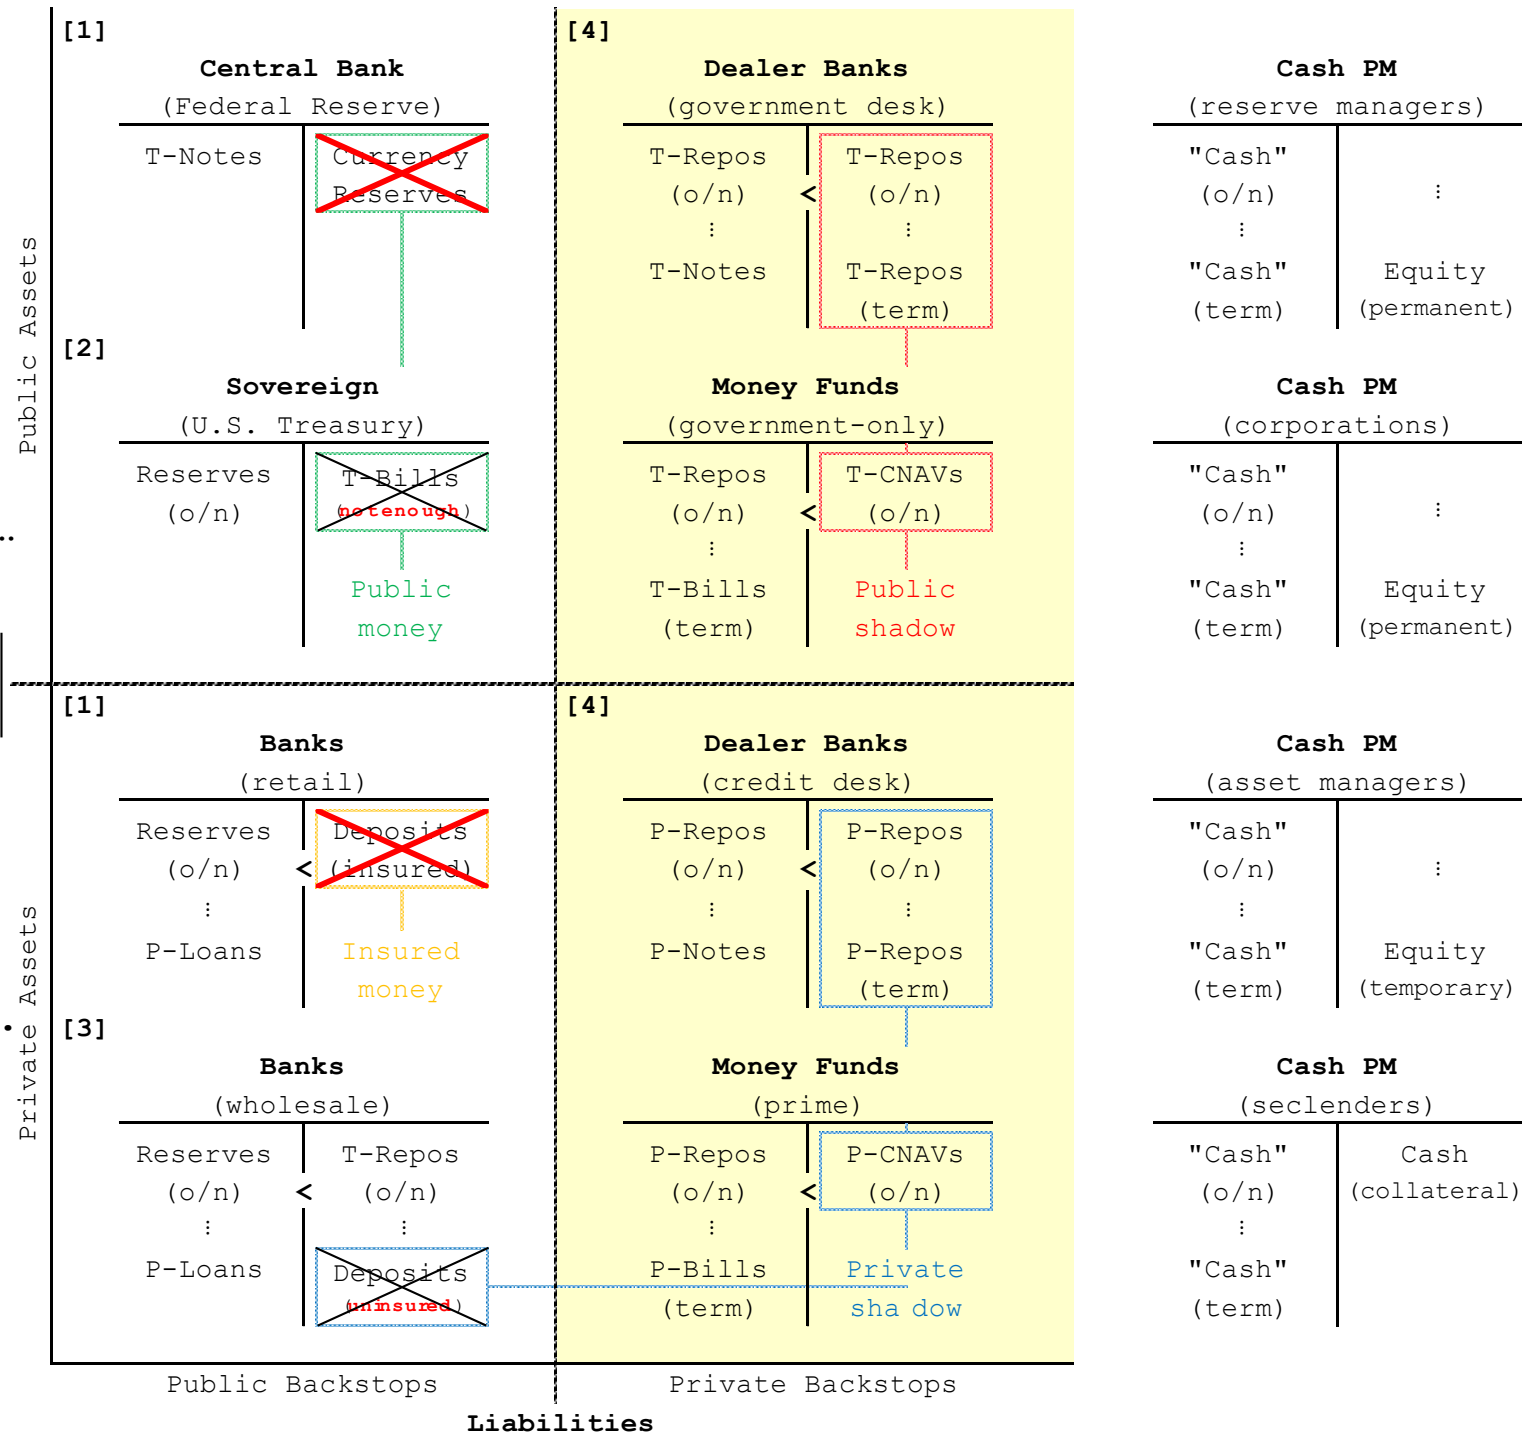 [1]
Central Bank
(Federal Reserve)
T-Notes
Currency
Reserves
[4]
Dealer Banks
(government desk)
T-Repos
(o/n)
⋮
T-Notes
<
T-Repos
(o/n)
⋮
T-Repos
(term)
Cash PM
(reserve managers)
"Cash"
(o/n)
⋮
"Cash"
(term)
⋮
Equity
(permanent)
Public Assets
[2]
Sovereign
(U.S. Treasury)
Reserves
(o/n)
T-Bills
(not enough)
Public
money
Money Funds
(government-only)
T-Repos
(o/n)
⋮
T-Bills
(term)
<
T-CNAVs
(o/n)
Public
shadow
Cash PM
(corporations)
"Cash"
(o/n)
⋮
"Cash"
(term)
⋮
Equity
(permanent)
[1]
Banks
(retail)
Reserves
(o/n)
⋮
P-Loans
<
Deposits
(insured)
Insured
money
[4]
Dealer Banks
(credit desk)
P-Repos
(o/n)
⋮
P-Notes
<
P-Repos
(o/n)
⋮
P-Repos
(term)
Cash PM
(asset managers)
"Cash"
(o/n)
⋮
"Cash"
(term)
⋮
Equity
(temporary)
Private Assets
[3]
Banks
(wholesale)
Reserves
(o/n)
⋮
P-Loans
<
T-Repos
(o/n)
⋮
Deposits
(uninsured)
Money Funds
(prime)
P-Repos
(o/n)
⋮
P-Bills
(term)
<
P-CNAVs
(o/n)
Private
sha dow
Cash PM
(seclenders)
"Cash"
(o/n)
⋮
"Cash"
(term)
Cash
(collateral)
Public Backstops
Private Backstops
Liabilities